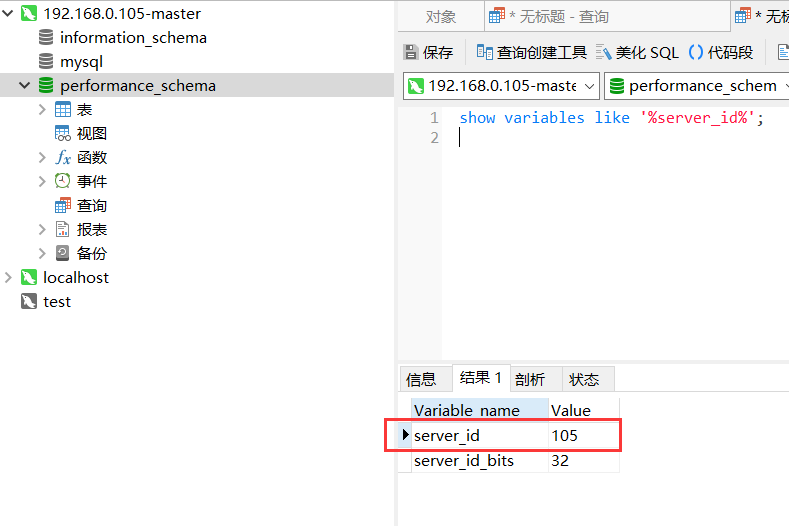 192.168.0.105-master
information_schema
mysql
performance_schema
表
视图
fx 函数
事件
查询
报表
备份
localhost
test
对象
* 无标题 - 查询
* 无标
保存
查询创建工具
美化 SQL
() 代码段
192.168.0.105-maste
performance_schem
1 show variables like '%server_id%';
2
信息
结果 1
剖析
状态
Variable_name Value
server_id 105
server_id_bits 32